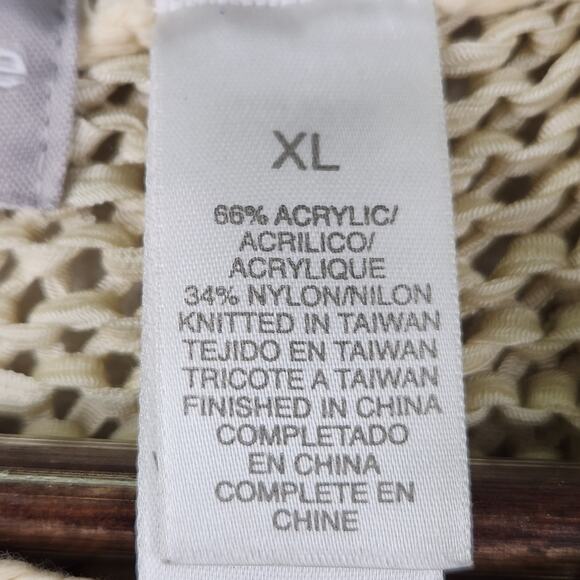 XL
66% ACRYLIC/
ACRILICO/
ACRYLIQUE
34% NYLON/NILON
KNITTED IN TAIWAN
TEJIDO EN TAIWAN
TRICOTE A TAIWAN
FINISHED IN CHINA
COMPLETADO
EN CHINA
COMPLETE EN
CHINE